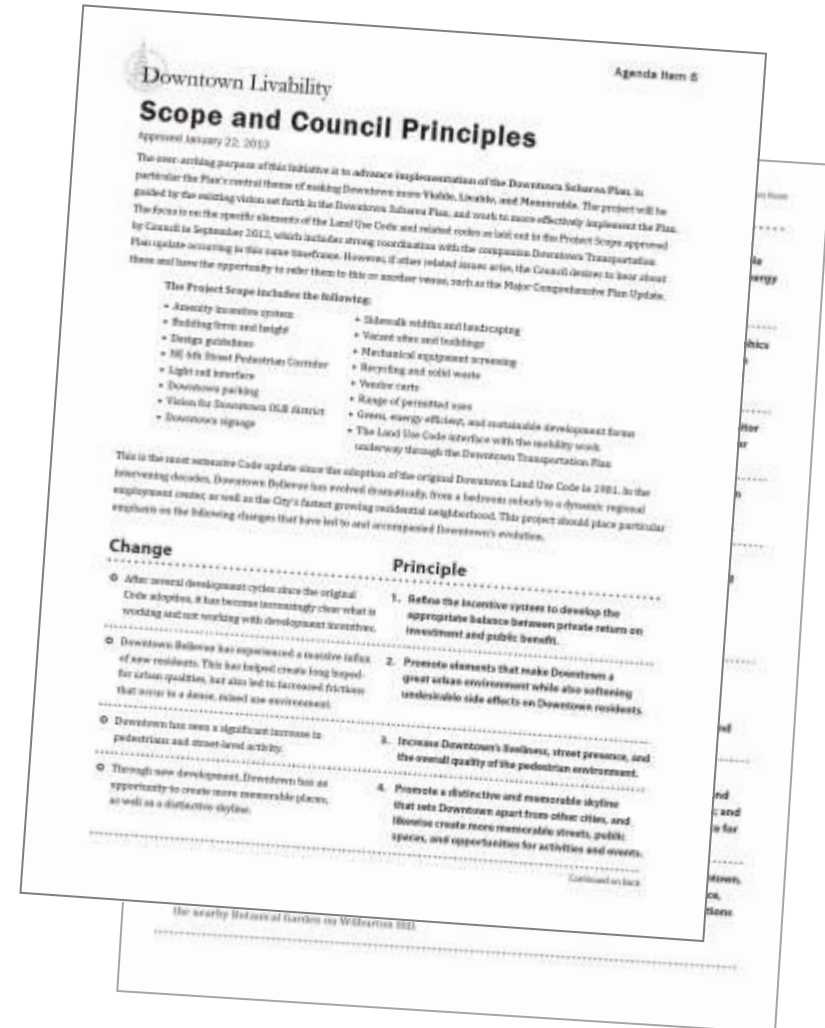 Agenda Item 8
Downtown Livability
Scope and Council Principles
Approved January 22, 2013
The over-arching purpose of this Initiative is to advance implementation of the Downtown Subarea Plan, in
particular the Plan's central theme of making Downtown more Viable, Livable, and Memorable. The project will be
guided by the existing vision set forth in the Downtown Subarea Plan, and work to more effectively implement the Plan.
The focus is on the specific elements of the Land Use Code and related codes as laid out in the Project Scope approved
by Council in September 2012, which includes strong coordination with the companion Downtown Transportation
Plan update occurring in this same timeframe. However, if other related issues arise, the Council desires to hear about
these and have the opportunity to refer them to this or another venue, such as the Major Comprehensive Plan Update.
The Project Scope includes the following:
• Amenity incentive system
• Building form and height
• Design guidelines
• NE 6th Street Pedestrian Corridor
• Light rail interface
• Downtown parking
• Vision for Downtown OLB district
• Downtown signage
• Sidewalk widths and landscaping
• Vacant sites and buildings
• Mechanical equipment screening
• Recycling and solid waste
• Vendor carts
• Range of permitted uses
• Green, energy efficient, and sustainable development forms
• The Land Use Code interface with the mobility work
underway through the Downtown Transportation Plan
This is the most extensive Code update since the adoption of the original Downtown Land Use Code in 1981. In the
intervening decades, Downtown Bellevue has evolved dramatically, from a bedroom suburb to a dynamic regional
employment center, as well as the City's fastest growing residential neighborhood. This project should place particular
emphasis on the following changes that have led to and accompanied Downtown's evolution.
Change
After several development cycles since the original
Code adoption, it has become increasingly clear what is
working and not working with development incentives.
Downtown Bellevue has experienced a massive influx
of new residents. This has helped create long hoped-
for urban qualities, but also led to increased frictions
that occur in a dense, mixed use environment.
Downtown has seen a significant increase in
pedestrians and street-level activity.
Through new development, Downtown has an
opportunity to create more memorable places,
as well as a distinctive skyline.
Principle
1. Refine the incentive system to develop the
appropriate balance between private return on
investment and public benefit.
2. Promote elements that make Downtown a
great urban environment while also softening
undesirable side effects on Downtown residents.
3. Increase Downtown's liveliness, street presence, and
the overall quality of the pedestrian environment.
4. Promote a distinctive and memorable skyline
that sets Downtown apart from other cities, and
likewise create more memorable streets, public
spaces, and opportunities for activities and events.
Continued on back
the nearby Botanical Garden on Wilburton Hill.